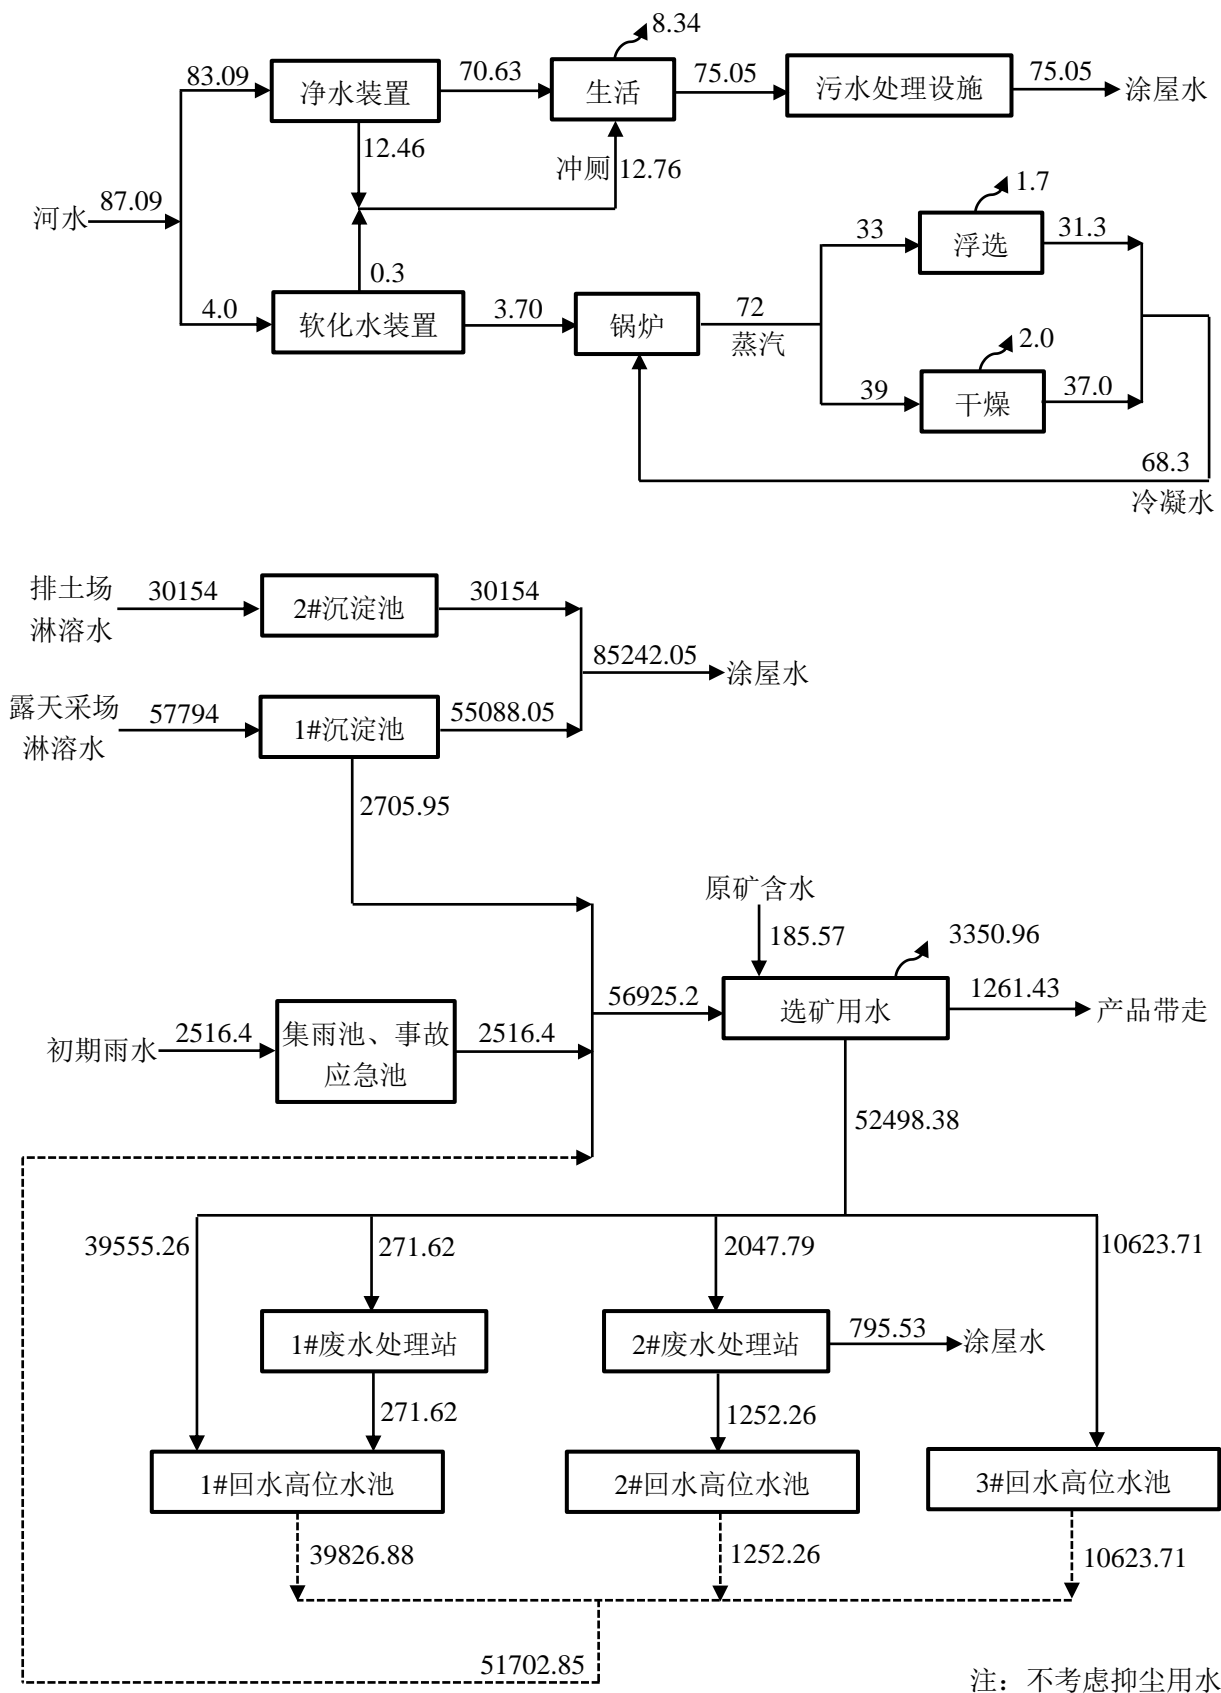 8.34
83.09
净水装置
70.63
生活
75.05
污水处理设施
75.05
涂屋水
12.46
冲厕
12.76
河水
87.09
1.7
33
浮选
31.3
0.3
4.0
软化水装置
3.70
锅炉
72
蒸汽
2.0
39
干燥
37.0
68.3
冷凝水
排土场
淋溶水
30154
2#沉淀池
30154
85242.05
涂屋水
露天采场
淋溶水
57794
1#沉淀池
55088.05
2705.95
原矿含水
185.57
3350.96
56925.2
选矿用水
1261.43
产品带走
初期雨水
2516.4
集雨池、事故
应急池
2516.4
52498.38
39555.26
271.62
2047.79
10623.71
1#废水处理站
2#废水处理站
795.53
涂屋水
271.62
1252.26
1#回水高位水池
2#回水高位水池
3#回水高位水池
39826.88
1252.26
10623.71
51702.85
注：不考虑抑尘用水